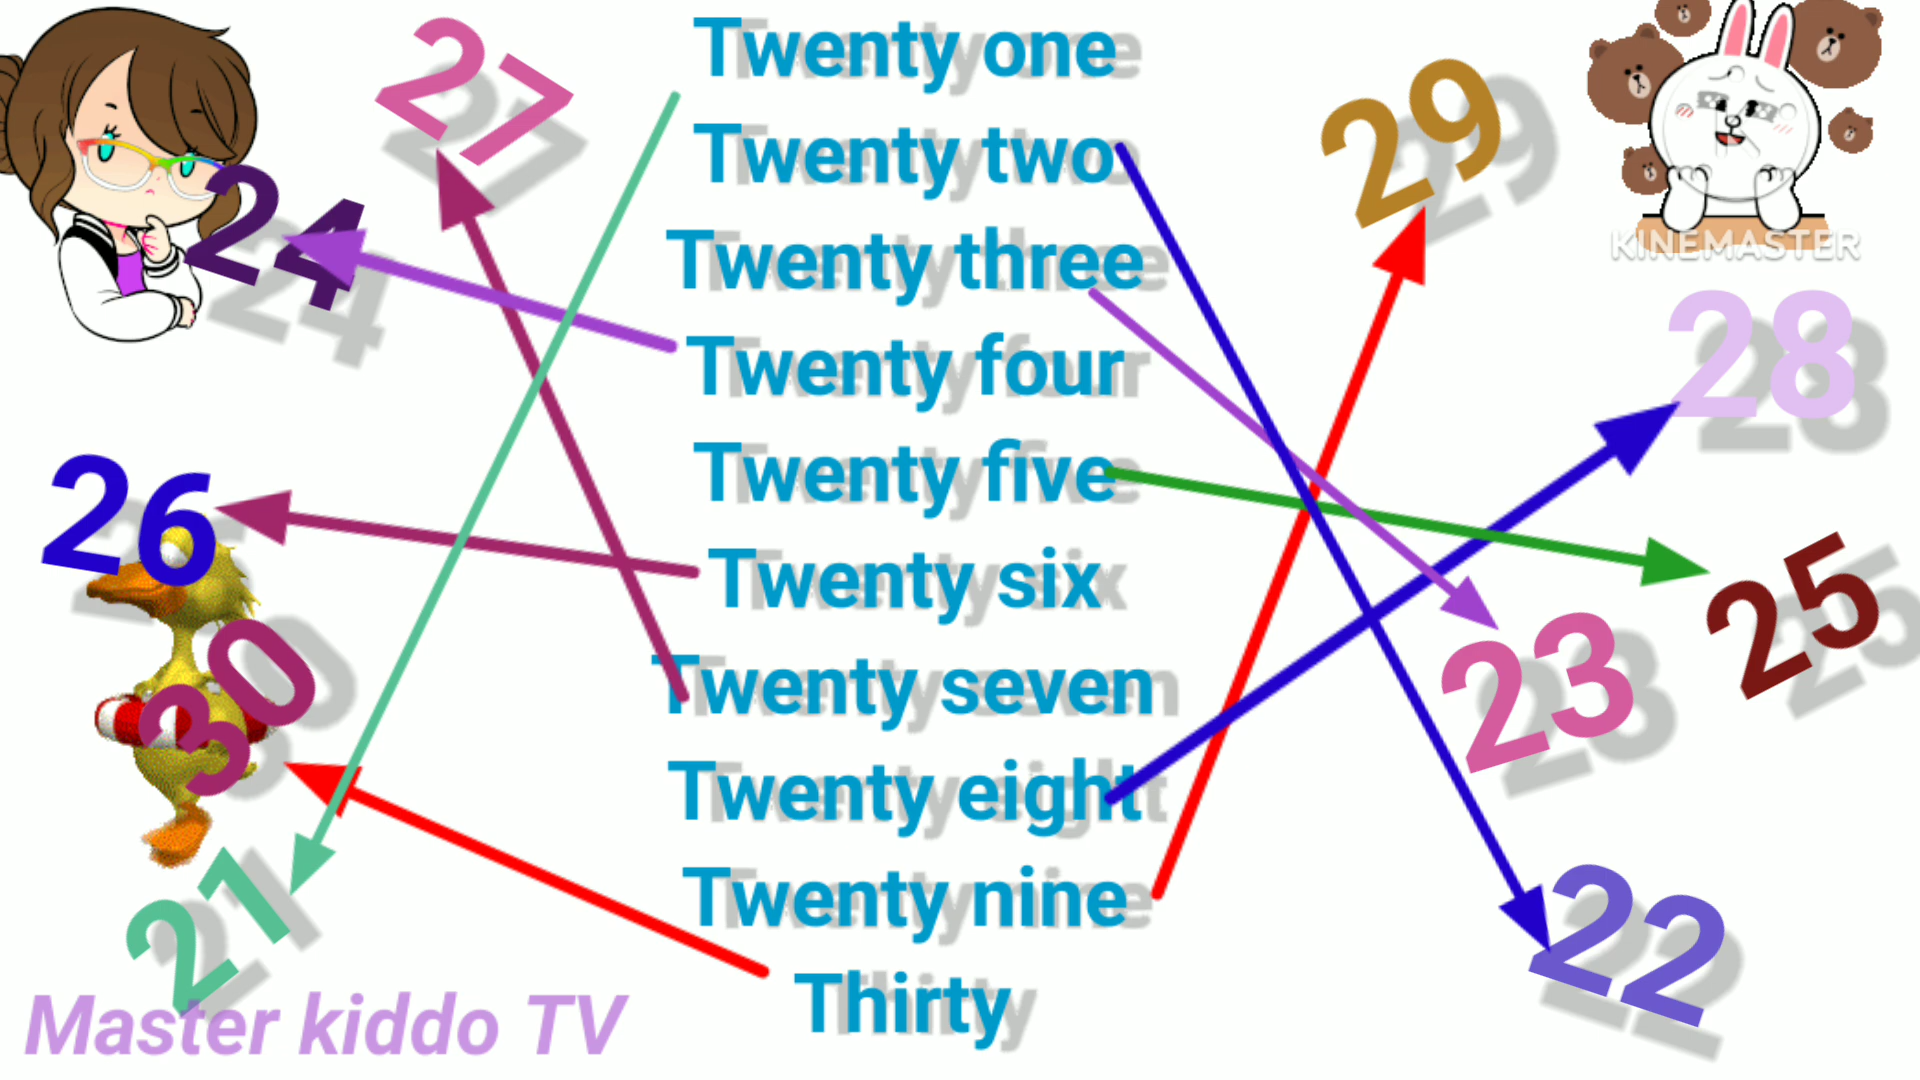 Twenty one
Twenty two
Twenty three
Twenty four
Twenty five
Twenty six
Twenty seven
Twenty eight
Twenty nine
Thirty
27
24
26
30
21
29
28
25
23
22
KINEMASTER
Master kiddo TV